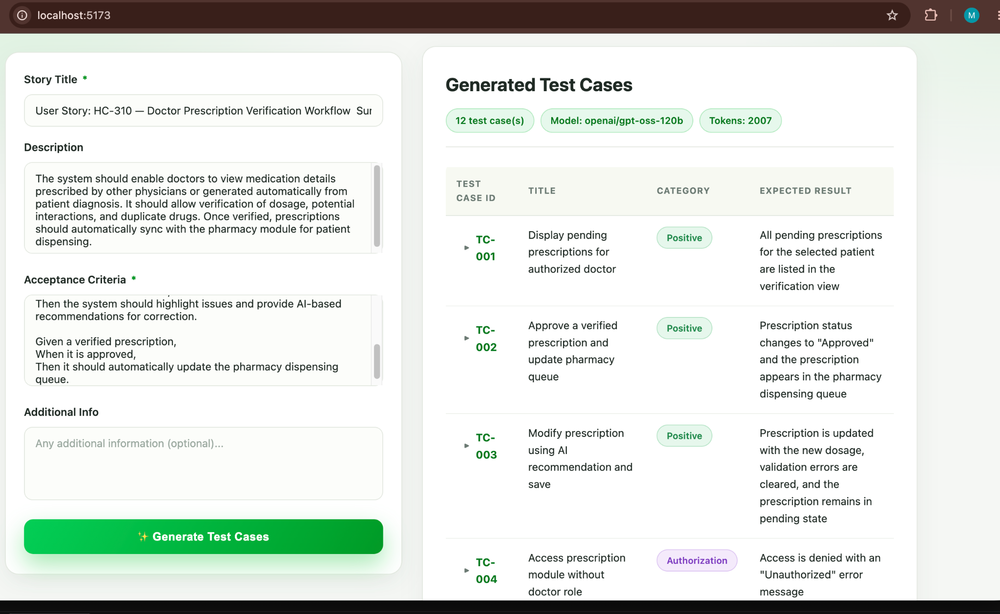 localhost:5173
M
Story Title *
User Story: HC-310 — Doctor Prescription Verification Workflow Sur
Description
The system should enable doctors to view medication details
prescribed by other physicians or generated automatically from
patient diagnosis. It should allow verification of dosage, potential
interactions, and duplicate drugs. Once verified, prescriptions
should automatically sync with the pharmacy module for patient
dispensing.
Acceptance Criteria *
Then the system should highlight issues and provide AI-based
recommendations for correction.
Given a verified prescription,
When it is approved,
Then it should automatically update the pharmacy dispensing
queue.
Additional Info
Any additional information (optional)...
✨ Generate Test Cases
Generated Test Cases
12 test case(s)
Model: openai/gpt-oss-120b
Tokens: 2007
TEST
CASE ID
TITLE
CATEGORY
EXPECTED RESULT
TC-
001
Display pending
prescriptions for
authorized doctor
Positive
All pending prescriptions
for the selected patient
are listed in the
verification view
TC-
002
Approve a verified
prescription and
update pharmacy
queue
Positive
Prescription status
changes to "Approved"
and the prescription
appears in the pharmacy
dispensing queue
TC-
003
Modify prescription
using AI
recommendation and
save
Positive
Prescription is updated
with the new dosage,
validation errors are
cleared, and the
prescription remains in
pending state
TC-
004
Access prescription
module without
doctor role
Authorization
Access is denied with an
"Unauthorized" error
message